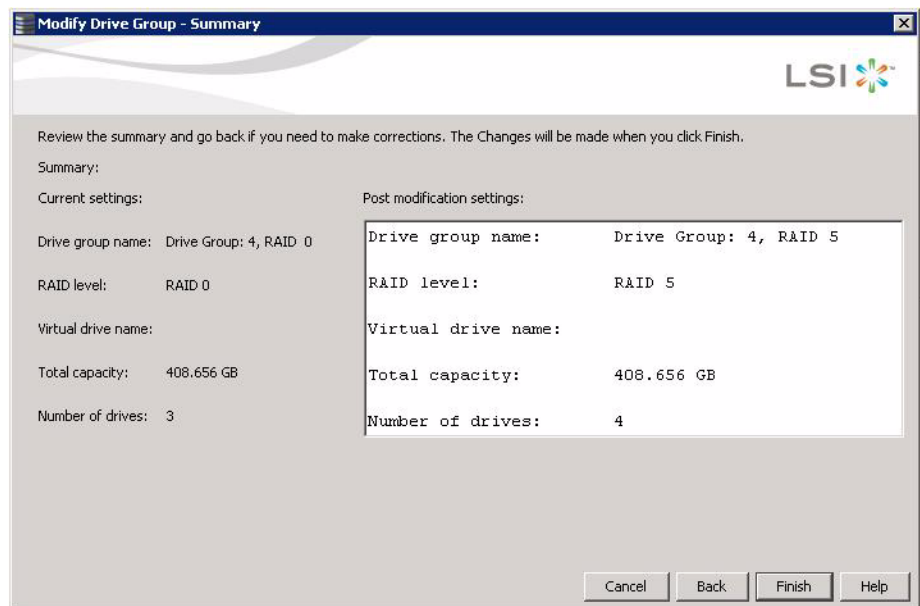 Modify Drive Group - Summary
LSI
Review the summary and go back if you need to make corrections. The Changes will be made when you click Finish.
Summary:
Current settings:
Drive group name: Drive Group: 4, RAID 0
RAID level: RAID 0
Virtual drive name:
Total capacity: 408.656 GB
Number of drives: 3
Post modification settings:
Drive group name: Drive Group: 4, RAID 5
RAID level: RAID 5
Virtual drive name:
Total capacity: 408.656 GB
Number of drives: 4
Cancel Back Finish Help